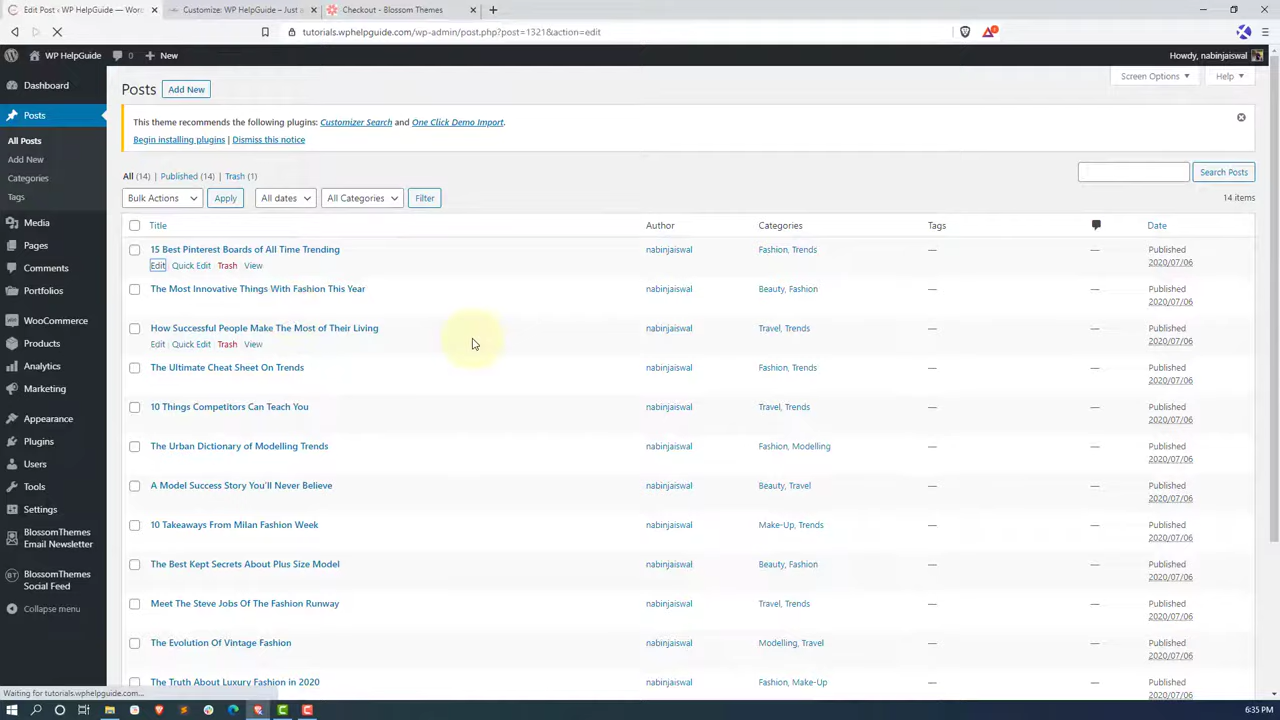 Edit Post ‹ WP HelpGuide — Wor
Customize: WP HelpGuide – Just a
Checkout - Blossom Themes
tutorials.wphelpguide.com/wp-admin/post.php?post=1321&action=edit
WP HelpGuide
0
New
Howdy, nabinjaiswal
Dashboard
Posts
All Posts
Add New
Categories
Tags
Media
Pages
Comments
Portfolios
WooCommerce
Products
Analytics
Marketing
Appearance
Plugins
Users
Tools
Settings
BlossomThemes
Email Newsletter
BlossomThemes
Social Feed
Collapse menu
Screen Options
Help
Posts
Add New
This theme recommends the following plugins: Customizer Search and One Click Demo Import.
Begin installing plugins | Dismiss this notice
All (14) | Published (14) | Trash (1)
Search Posts
Bulk Actions Apply All dates All Categories Filter
14 items
Title Author Categories Tags Date
15 Best Pinterest Boards of All Time Trending nabinjaiswal Fashion, Trends — — Published
Edit | Quick Edit | Trash | View 2020/07/06
The Most Innovative Things With Fashion This Year nabinjaiswal Beauty, Fashion — — Published
2020/07/06
How Successful People Make The Most of Their Living nabinjaiswal Travel, Trends — — Published
Edit | Quick Edit | Trash | View 2020/07/06
The Ultimate Cheat Sheet On Trends nabinjaiswal Fashion, Trends — — Published
2020/07/06
10 Things Competitors Can Teach You nabinjaiswal Travel, Trends — — Published
2020/07/06
The Urban Dictionary of Modelling Trends nabinjaiswal Fashion, Modelling — — Published
2020/07/06
A Model Success Story You'll Never Believe nabinjaiswal Beauty, Travel — — Published
2020/07/06
10 Takeaways From Milan Fashion Week nabinjaiswal Make-Up, Trends — — Published
2020/07/06
The Best Kept Secrets About Plus Size Model nabinjaiswal Beauty, Fashion — — Published
2020/07/06
Meet The Steve Jobs Of The Fashion Runway nabinjaiswal Travel, Trends — — Published
2020/07/06
The Evolution Of Vintage Fashion nabinjaiswal Modelling, Travel — — Published
2020/07/06
The Truth About Luxury Fashion in 2020 nabinjaiswal Fashion, Make-Up — — Published
2020/07/06
Waiting for tutorials.wphelpguide.com...
6:35 PM